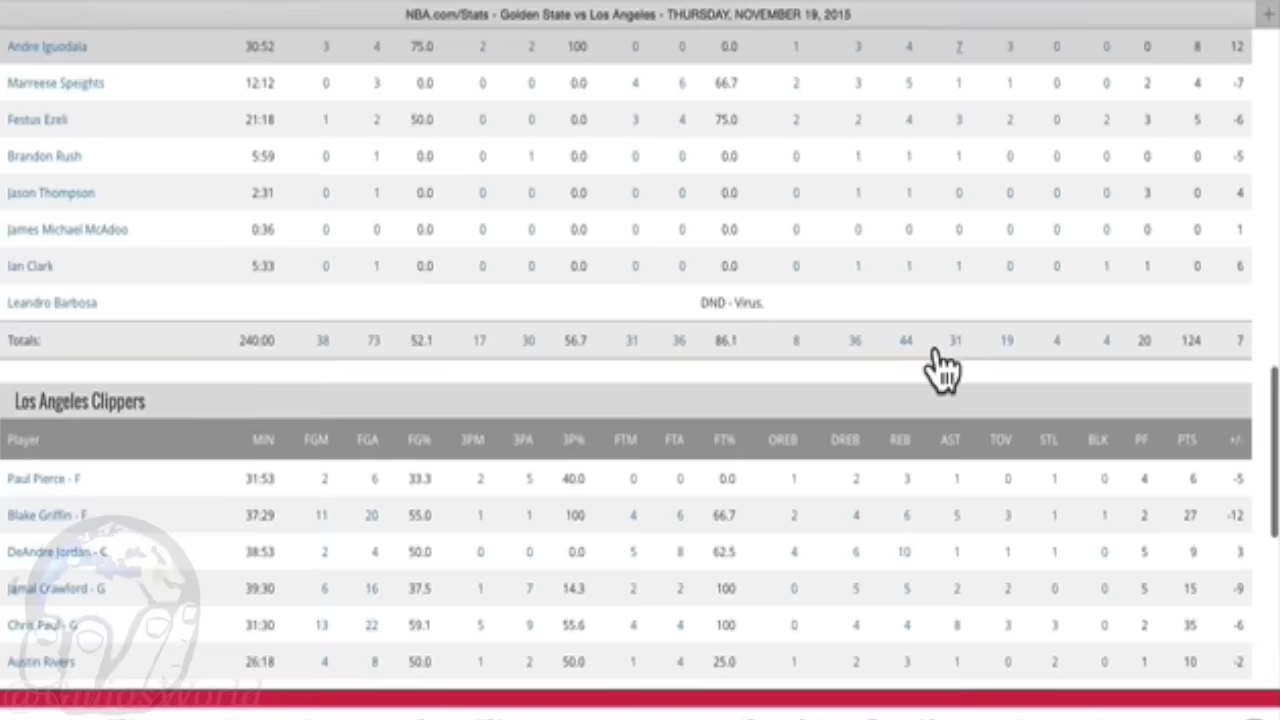 NBA.com/Stats - Golden State vs Los Angeles - THURSDAY, NOVEMBER 19, 2015
Andre Iguodala 30:52 3 4 75.0 2 2 100 0 0 0.0 1 3 4 7 3 0 0 0 8 12
Marreese Speights 12:12 0 3 0.0 0 0 0.0 4 6 66.7 2 3 5 1 1 0 0 2 4 -7
Festus Ezeli 21:18 1 2 50.0 0 0 0.0 3 4 75.0 2 2 4 3 2 0 2 3 5 -6
Brandon Rush 5:59 0 1 0.0 0 1 0.0 0 0 0.0 0 1 1 1 0 0 0 0 0 -5
Jason Thompson 2:31 0 1 0.0 0 0 0.0 0 0 0.0 0 1 1 0 0 0 0 3 0 4
James Michael McAdoo 0:36 0 0 0.0 0 0 0.0 0 0 0.0 0 0 0 0 0 0 0 0 0 1
Ian Clark 5:33 0 1 0.0 0 0 0.0 0 0 0.0 0 1 1 1 0 0 1 1 0 6
Leandro Barbosa DND - Virus.
Totals: 240:00 38 73 52.1 17 30 56.7 31 36 86.1 8 36 44 31 19 4 4 20 124 7
Los Angeles Clippers
Player MIN FGM FGA FG% 3PM 3PA 3P% FTM FTA FT% OREB DREB REB AST TOV STL BLK PF PTS +/-
Paul Pierce - F 31:53 2 6 33.3 2 5 40.0 0 0 0.0 1 2 3 1 0 1 0 4 6 -5
Blake Griffin - F 37:29 11 20 55.0 1 1 100 4 6 66.7 2 4 6 5 3 1 1 2 27 -12
DeAndre Jordan - C 38:53 2 4 50.0 0 0 0.0 5 8 62.5 4 6 10 1 1 1 0 5 9 3
Jamal Crawford - G 39:30 6 16 37.5 1 7 14.3 2 2 100 0 5 5 2 2 0 0 5 15 -9
Chris Paul - G 31:30 13 22 59.1 5 9 55.6 4 4 100 0 4 4 8 3 3 0 2 35 -6
Austin Rivers 26:18 4 8 50.0 1 2 50.0 1 4 25.0 1 2 3 1 0 2 0 1 10 -2
@GiniosWorld